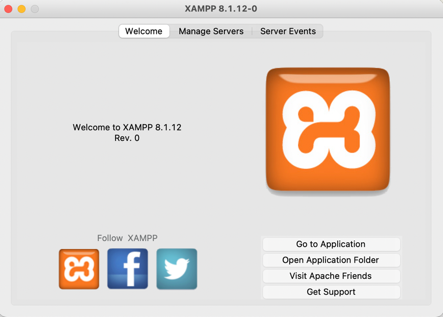 XAMPP 8.1.12-0
Welcome
Manage Servers
Server Events
Welcome to XAMPP 8.1.12
Rev. 0
Follow XAMPP
f
Go to Application
Open Application Folder
Visit Apache Friends
Get Support